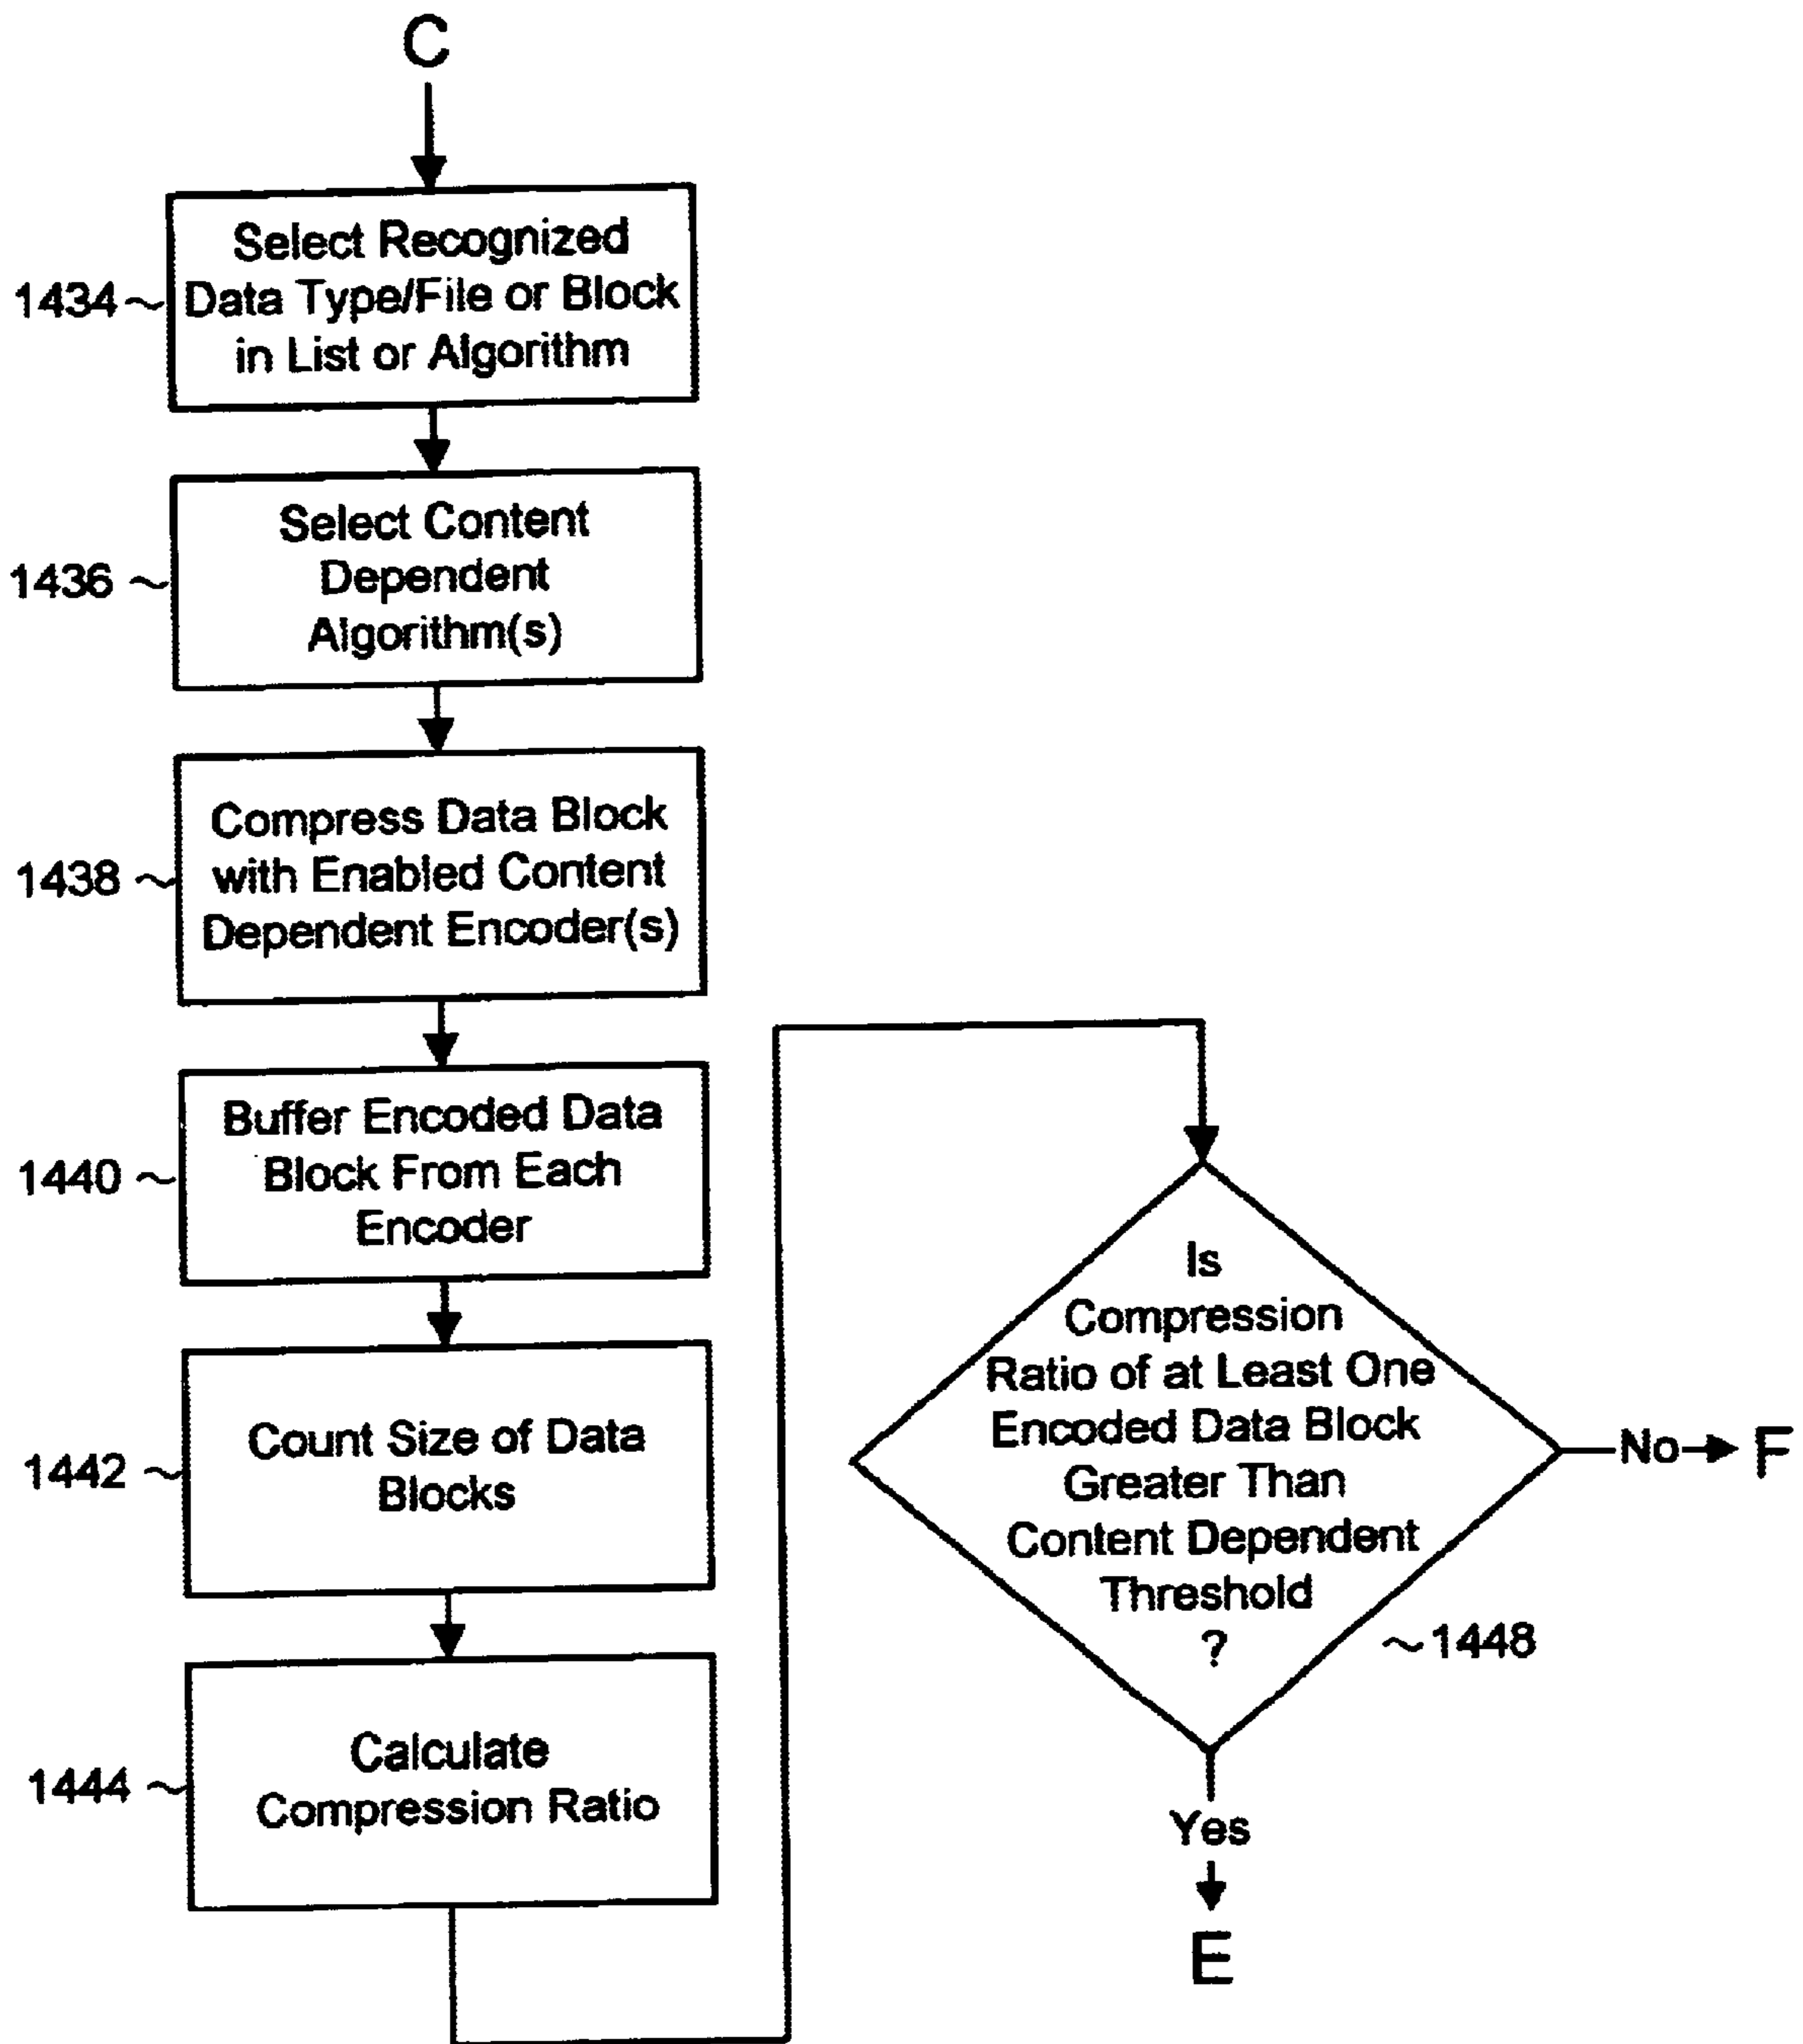 C
1434
Select Recognized
Data Type/File or Block
in List or Algorithm
1436
Select Content
Dependent
Algorithm(s)
1438
Compress Data Block
with Enabled Content
Dependent Encoder(s)
1440
Buffer Encoded Data
Block From Each
Encoder
1442
Count Size of Data
Blocks
1444
Calculate
Compression Ratio
Is
Compression
Ratio of at Least One
Encoded Data Block
Greater Than
Content Dependent
Threshold
?
1448
No
F
Yes
E